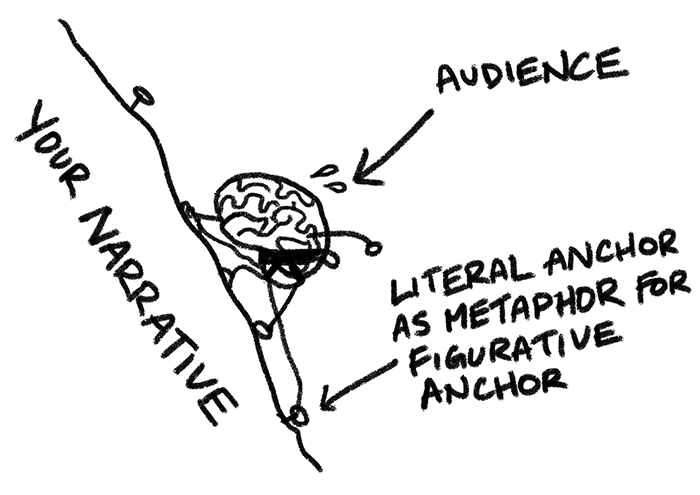 AUDIENCE
YOUR NARRATIVE
LITERAL ANCHOR
AS METAPHOR FOR
FIGURATIVE
ANCHOR